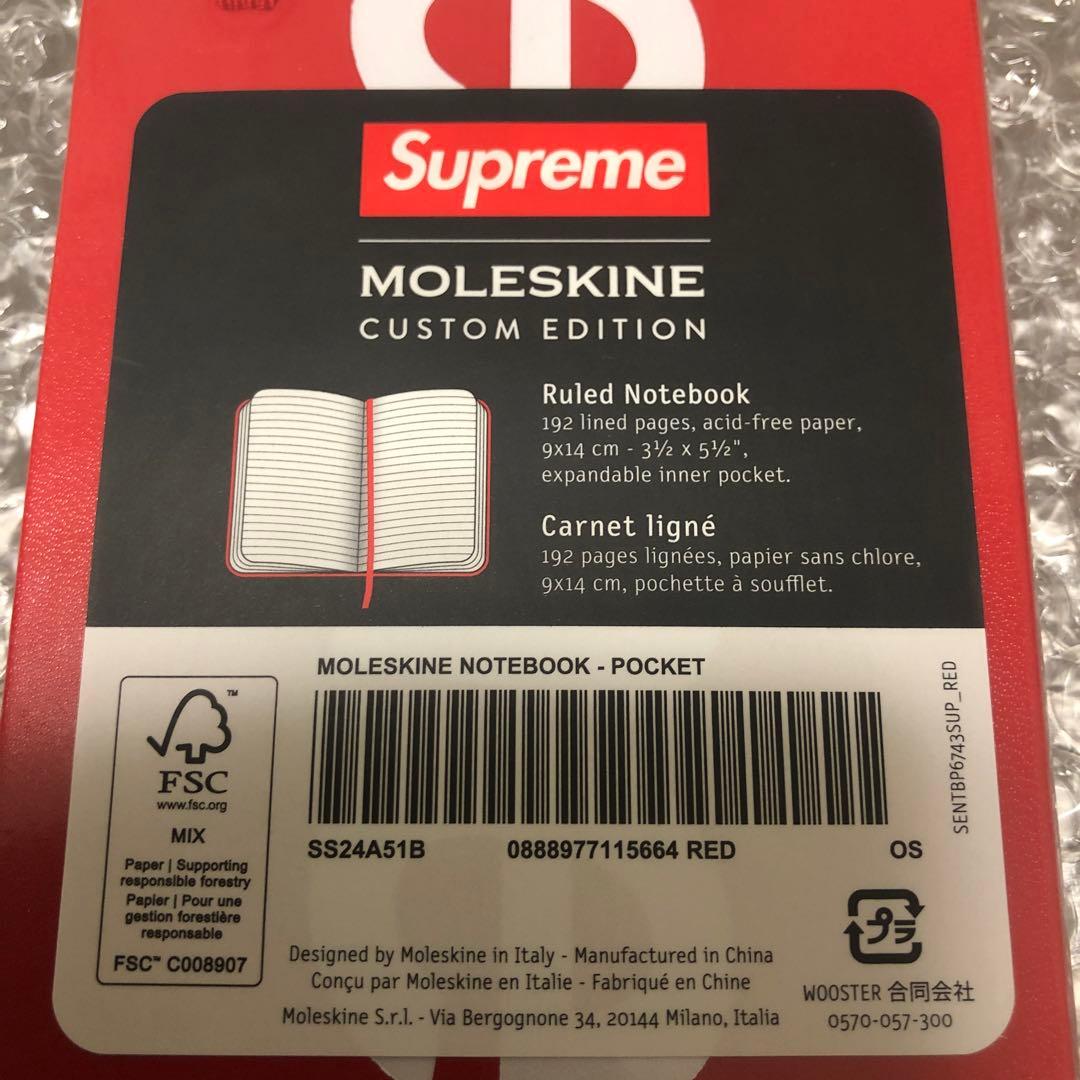 Supreme
MOLESKINE
CUSTOM EDITION
Ruled Notebook
192 lined pages, acid-free paper,
9x14 cm - 3½ x 5½",
expandable inner pocket.
Carnet ligné
192 pages lignées, papier sans chlore,
9x14 cm, pochette à soufflet.
MOLESKINE NOTEBOOK - POCKET
SS24A51B 0888977115664 RED OS
SENTBP6743SUP_RED
FSC™
www.fsc.org
MIX
Paper | Supporting
responsible forestry
Papier | Pour une
gestion forestière
responsable
FSC™ C008907
Designed by Moleskine in Italy - Manufactured in China
Conçu par Moleskine en Italie - Fabriqué en Chine
Moleskine S.r.l. - Via Bergognone 34, 20144 Milano, Italia
プラ
WOOSTER 合同会社
0570-057-300